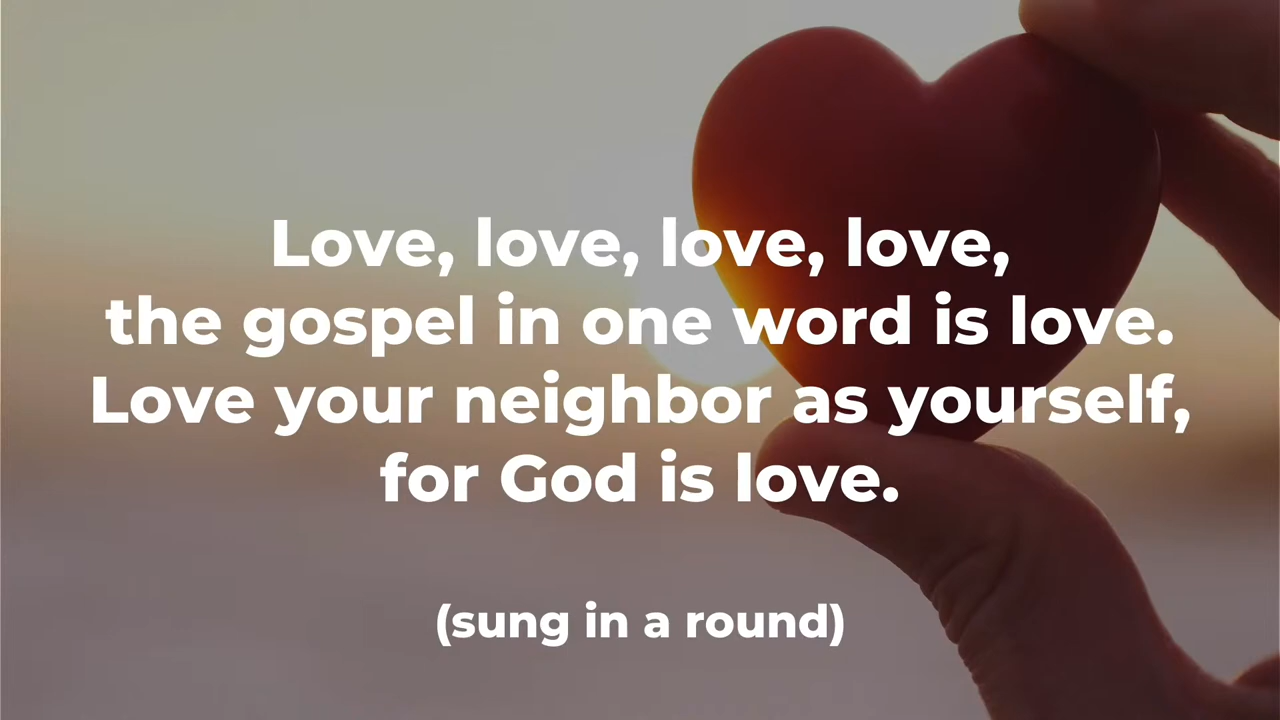 Love, love, love, love,
the gospel in one word is love.
Love your neighbor as yourself,
for God is love.
(sung in a round)